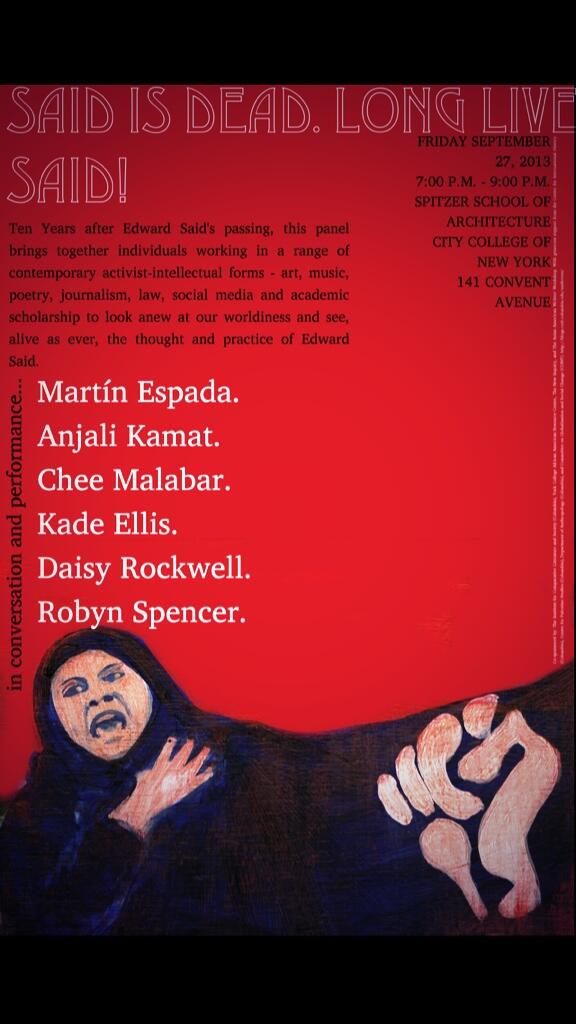 SAID IS DEAD. LONG LIVE
SAID!
FRIDAY SEPTEMBER
27, 2013
7:00 P.M. - 9:00 P.M.
SPITZER SCHOOL OF
ARCHITECTURE
CITY COLLEGE OF
NEW YORK
141 CONVENT
AVENUE
Ten Years after Edward Said's passing, this panel
brings together individuals working in a range of
contemporary activist-intellectual forms - art, music,
poetry, journalism, law, social media and academic
scholarship to look anew at our worldiness and see,
alive as ever, the thought and practice of Edward
Said.
in conversation and performance...
Martín Espada.
Anjali Kamat.
Chee Malabar.
Kade Ellis.
Daisy Rockwell.
Robyn Spencer.